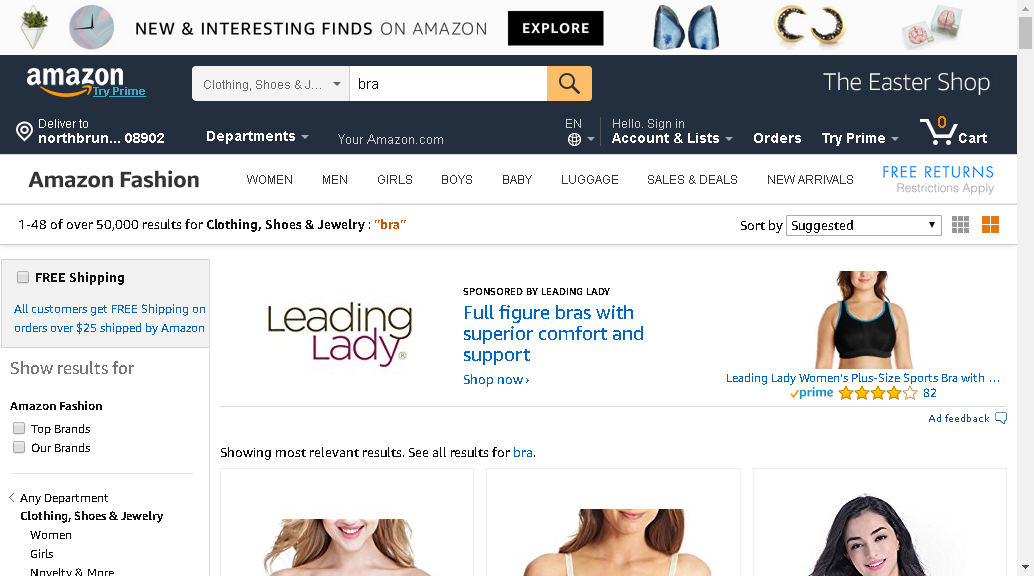 NEW & INTERESTING FINDS ON AMAZON EXPLORE
amazon
Try Prime
Clothing, Shoes & J... bra
The Easter Shop
Deliver to
northbrun... 08902
Departments
Your Amazon.com
EN
Hello. Sign in
Account & Lists
Orders
Try Prime
0
Cart
Amazon Fashion
WOMEN MEN GIRLS BOYS BABY LUGGAGE SALES & DEALS NEW ARRIVALS
FREE RETURNS
Restrictions Apply
1-48 of over 50,000 results for Clothing, Shoes & Jewelry : "bra"
Sort by Suggested
FREE Shipping
All customers get FREE Shipping on
orders over $25 shipped by Amazon
Show results for
Amazon Fashion
Top Brands
Our Brands
Any Department
Clothing, Shoes & Jewelry
Women
Girls
Novelty & More
Leading
Lady®
SPONSORED BY LEADING LADY
Full figure bras with
superior comfort and
support
Shop now ›
Leading Lady Women's Plus-Size Sports Bra with ...
prime 82
Ad feedback
Showing most relevant results. See all results for bra.